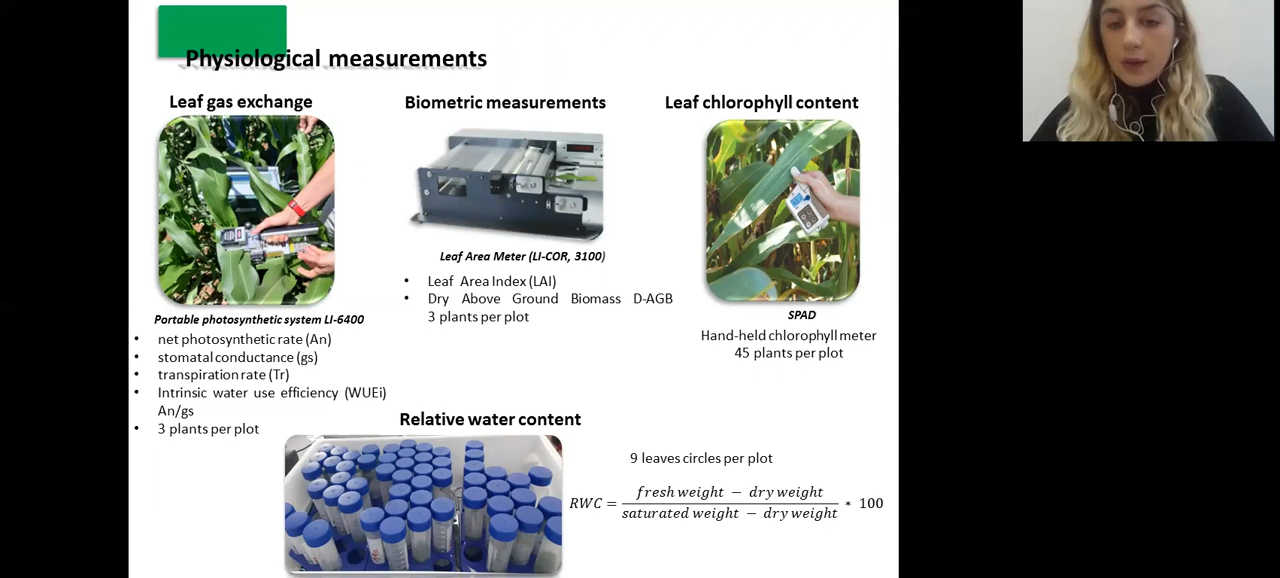 Physiological measurements
Leaf gas exchange
Biometric measurements
Leaf chlorophyll content
Portable photosynthetic system LI-6400
• net photosynthetic rate (An)
• stomatal conductance (gs)
• transpiration rate (Tr)
• Intrinsic water use efficiency (WUEi)
An/gs
• 3 plants per plot
Leaf Area Meter (LI-COR, 3100)
• Leaf Area Index (LAI)
• Dry Above Ground Biomass D-AGB
3 plants per plot
SPAD
Hand-held chlorophyll meter
45 plants per plot
Relative water content
9 leaves circles per plot
RWC = (fresh weight − dry weight) / (saturated weight − dry weight) * 100